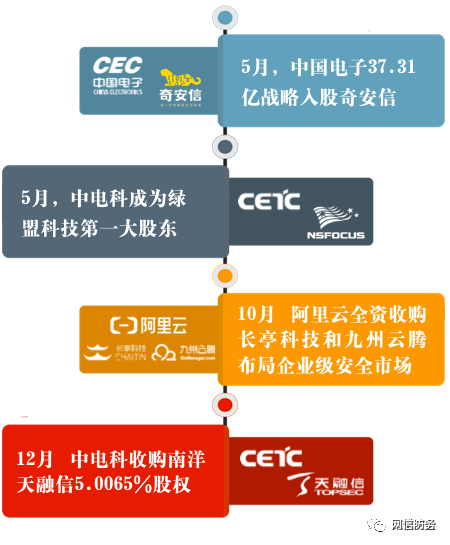 CEC
中国电子
CHINA ELECTRONICS
奇安信
5月，中国电子37.31
亿战略入股奇安信
5月，中电科成为绿
盟科技第一大股东
CETC
NSFOCUS
阿里云
长亭科技
CHAITIN
九州云腾
10月 阿里云全资收购
长亭科技和九州云腾
布局企业级安全市场
12月 中电科收购南洋
天融信5.0065%股权
CETC
天融信
TOPSEC
网信防务